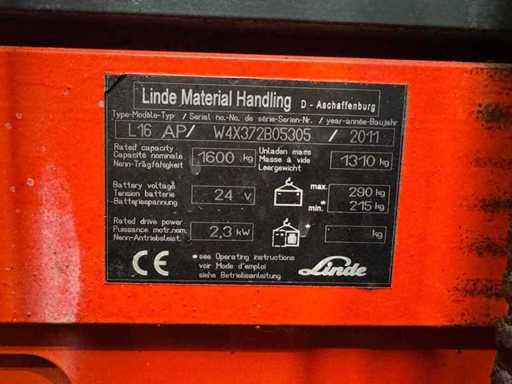 Linde Material Handling D - Aschaffenburg
Type-Modèle-Typ / Serial no.-No. de série-Serien-Nr. / year-année-Baujahr
L16 AP / W4X372B05305 / 2011
Rated capacity
Capacité nominale
Nenn-Tragfähigkeit
1600 kg
Unladen mass
Masse à vide
Leergewicht
1310 kg
Battery voltage
Tension batterie
Batteriespannung
24 V
max. 290 kg
min.* 215 kg
Rated drive power
Puissance motr.nom.
Nenn-Antriebsleist.
2,3 kW
* kg
CE
* see Operating instructions
voir Mode d'emploi
siehe Betriebsanleitung
Linde